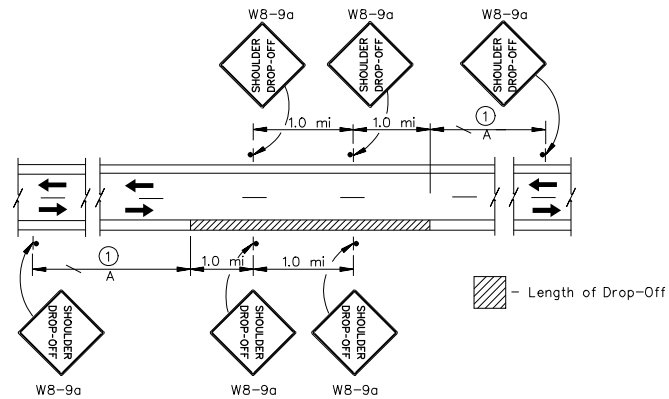 W8-9a
W8-9a
W8-9a
SHOULDER
DROP-OFF
SHOULDER
DROP-OFF
SHOULDER
DROP-OFF
1.0 mi
1.0 mi
1
A
1
A
1.0 mi
1.0 mi
- Length of Drop-Off
SHOULDER
DROP-OFF
SHOULDER
DROP-OFF
SHOULDER
DROP-OFF
W8-9a
W8-9a
W8-9a